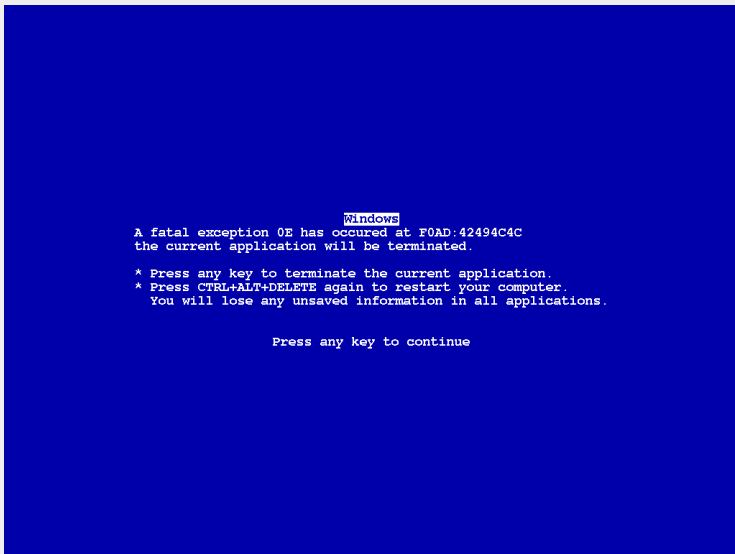 Windows
A fatal exception 0E has occured at F0AD:42494C4C
the current application will be terminated.
* Press any key to terminate the current application.
* Press CTRL+ALT+DELETE again to restart your computer.
You will lose any unsaved information in all applications.
Press any key to continue